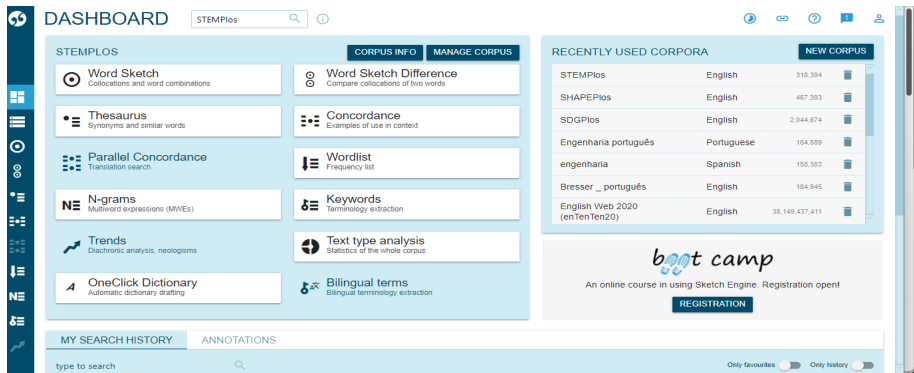 DASHBOARD
STEMPlos
STEMPLOS
CORPUS INFO
MANAGE CORPUS
Word Sketch
Collocations and word combinations
Word Sketch Difference
Compare collocations of two words
Thesaurus
Synonyms and similar words
Concordance
Examples of use in context
Parallel Concordance
Translation search
Wordlist
Frequency list
N-grams
Multiword expressions (MWEs)
Keywords
Terminology extraction
Trends
Diachronic analysis, neologisms
Text type analysis
Statistics of the whole corpus
OneClick Dictionary
Automatic dictionary drafting
Bilingual terms
Bilingual terminology extraction
RECENTLY USED CORPORA
NEW CORPUS
STEMPlos English 318,394
SHAPEPlos English 467,393
SDGPlos English 2,044,674
Engenharia português Portuguese 164,889
engenharia Spanish 158,383
Bresser _ português English 184,945
English Web 2020 (enTenTen20) English 38,149,437,411
boot camp
An online course in using Sketch Engine. Registration open!
REGISTRATION
MY SEARCH HISTORY
ANNOTATIONS
type to search
Only favourites
Only history